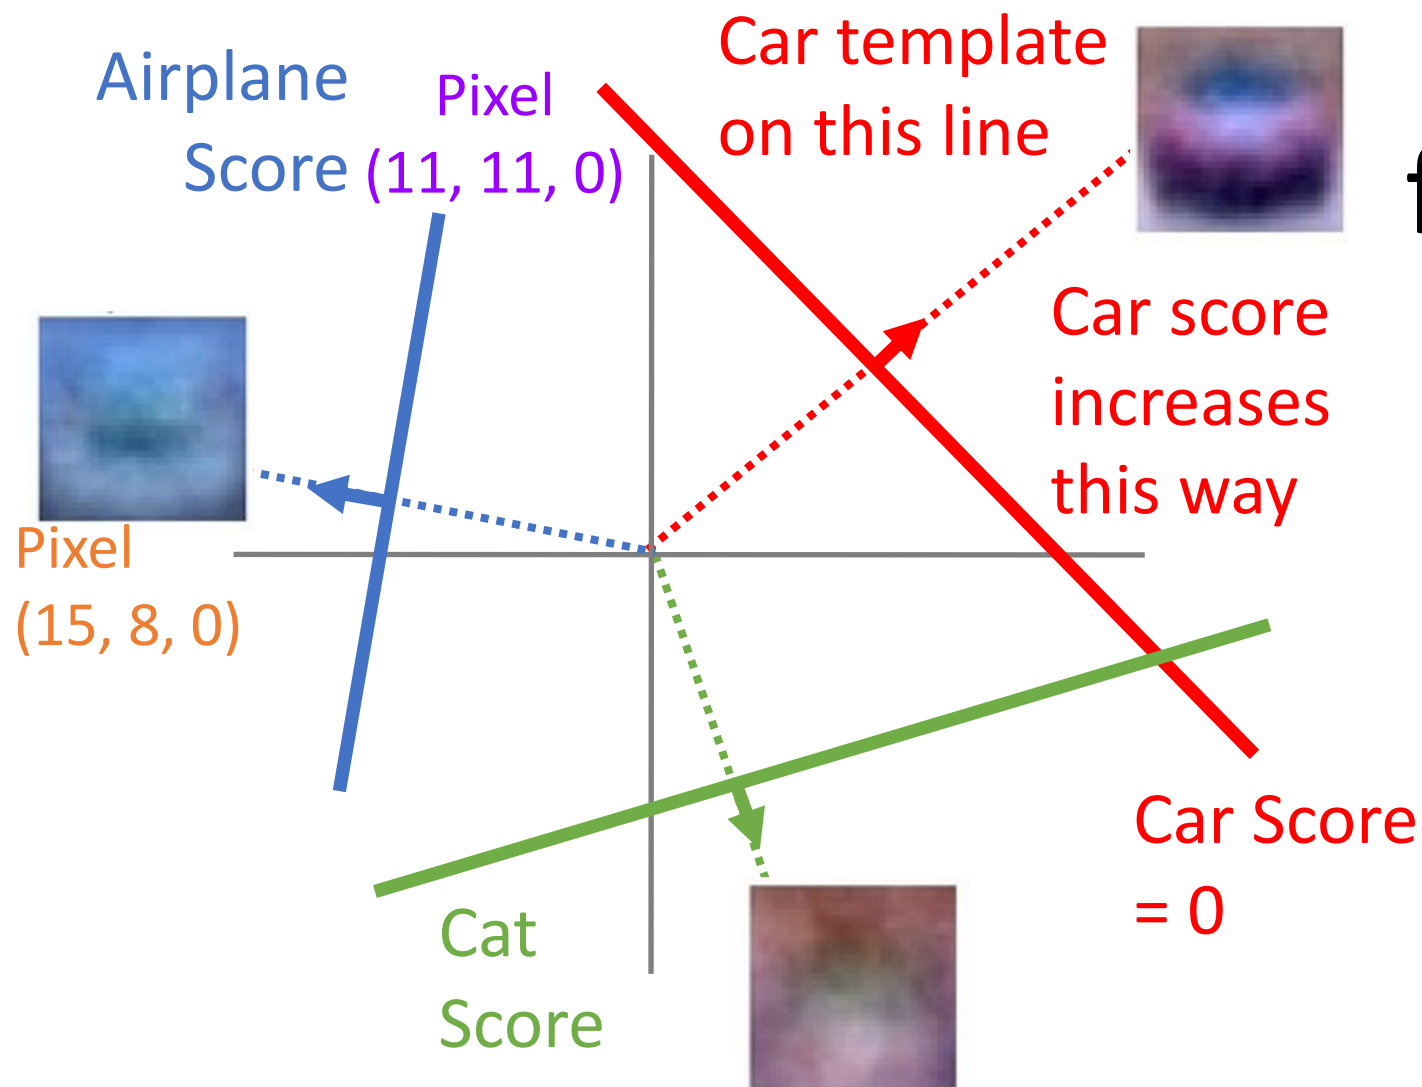 Airplane
Score
Pixel
(11, 11, 0)
Car template
on this line
Car score
increases
this way
Pixel
(15, 8, 0)
Car Score
= 0
Cat
Score